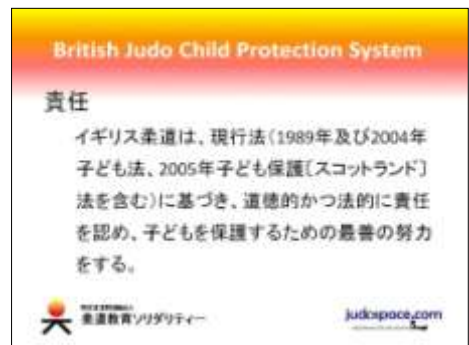 British Judo Child Protection System
責任
イギリス柔道は、現行法（1989年及び2004年
子ども法、2005年子ども保護［スコットランド］
法を含む）に基づき、道徳的かつ法的に責任
を認め、子どもを保護するための最善の努力
をする。
柔道教育ソリダリティー
judospace.com